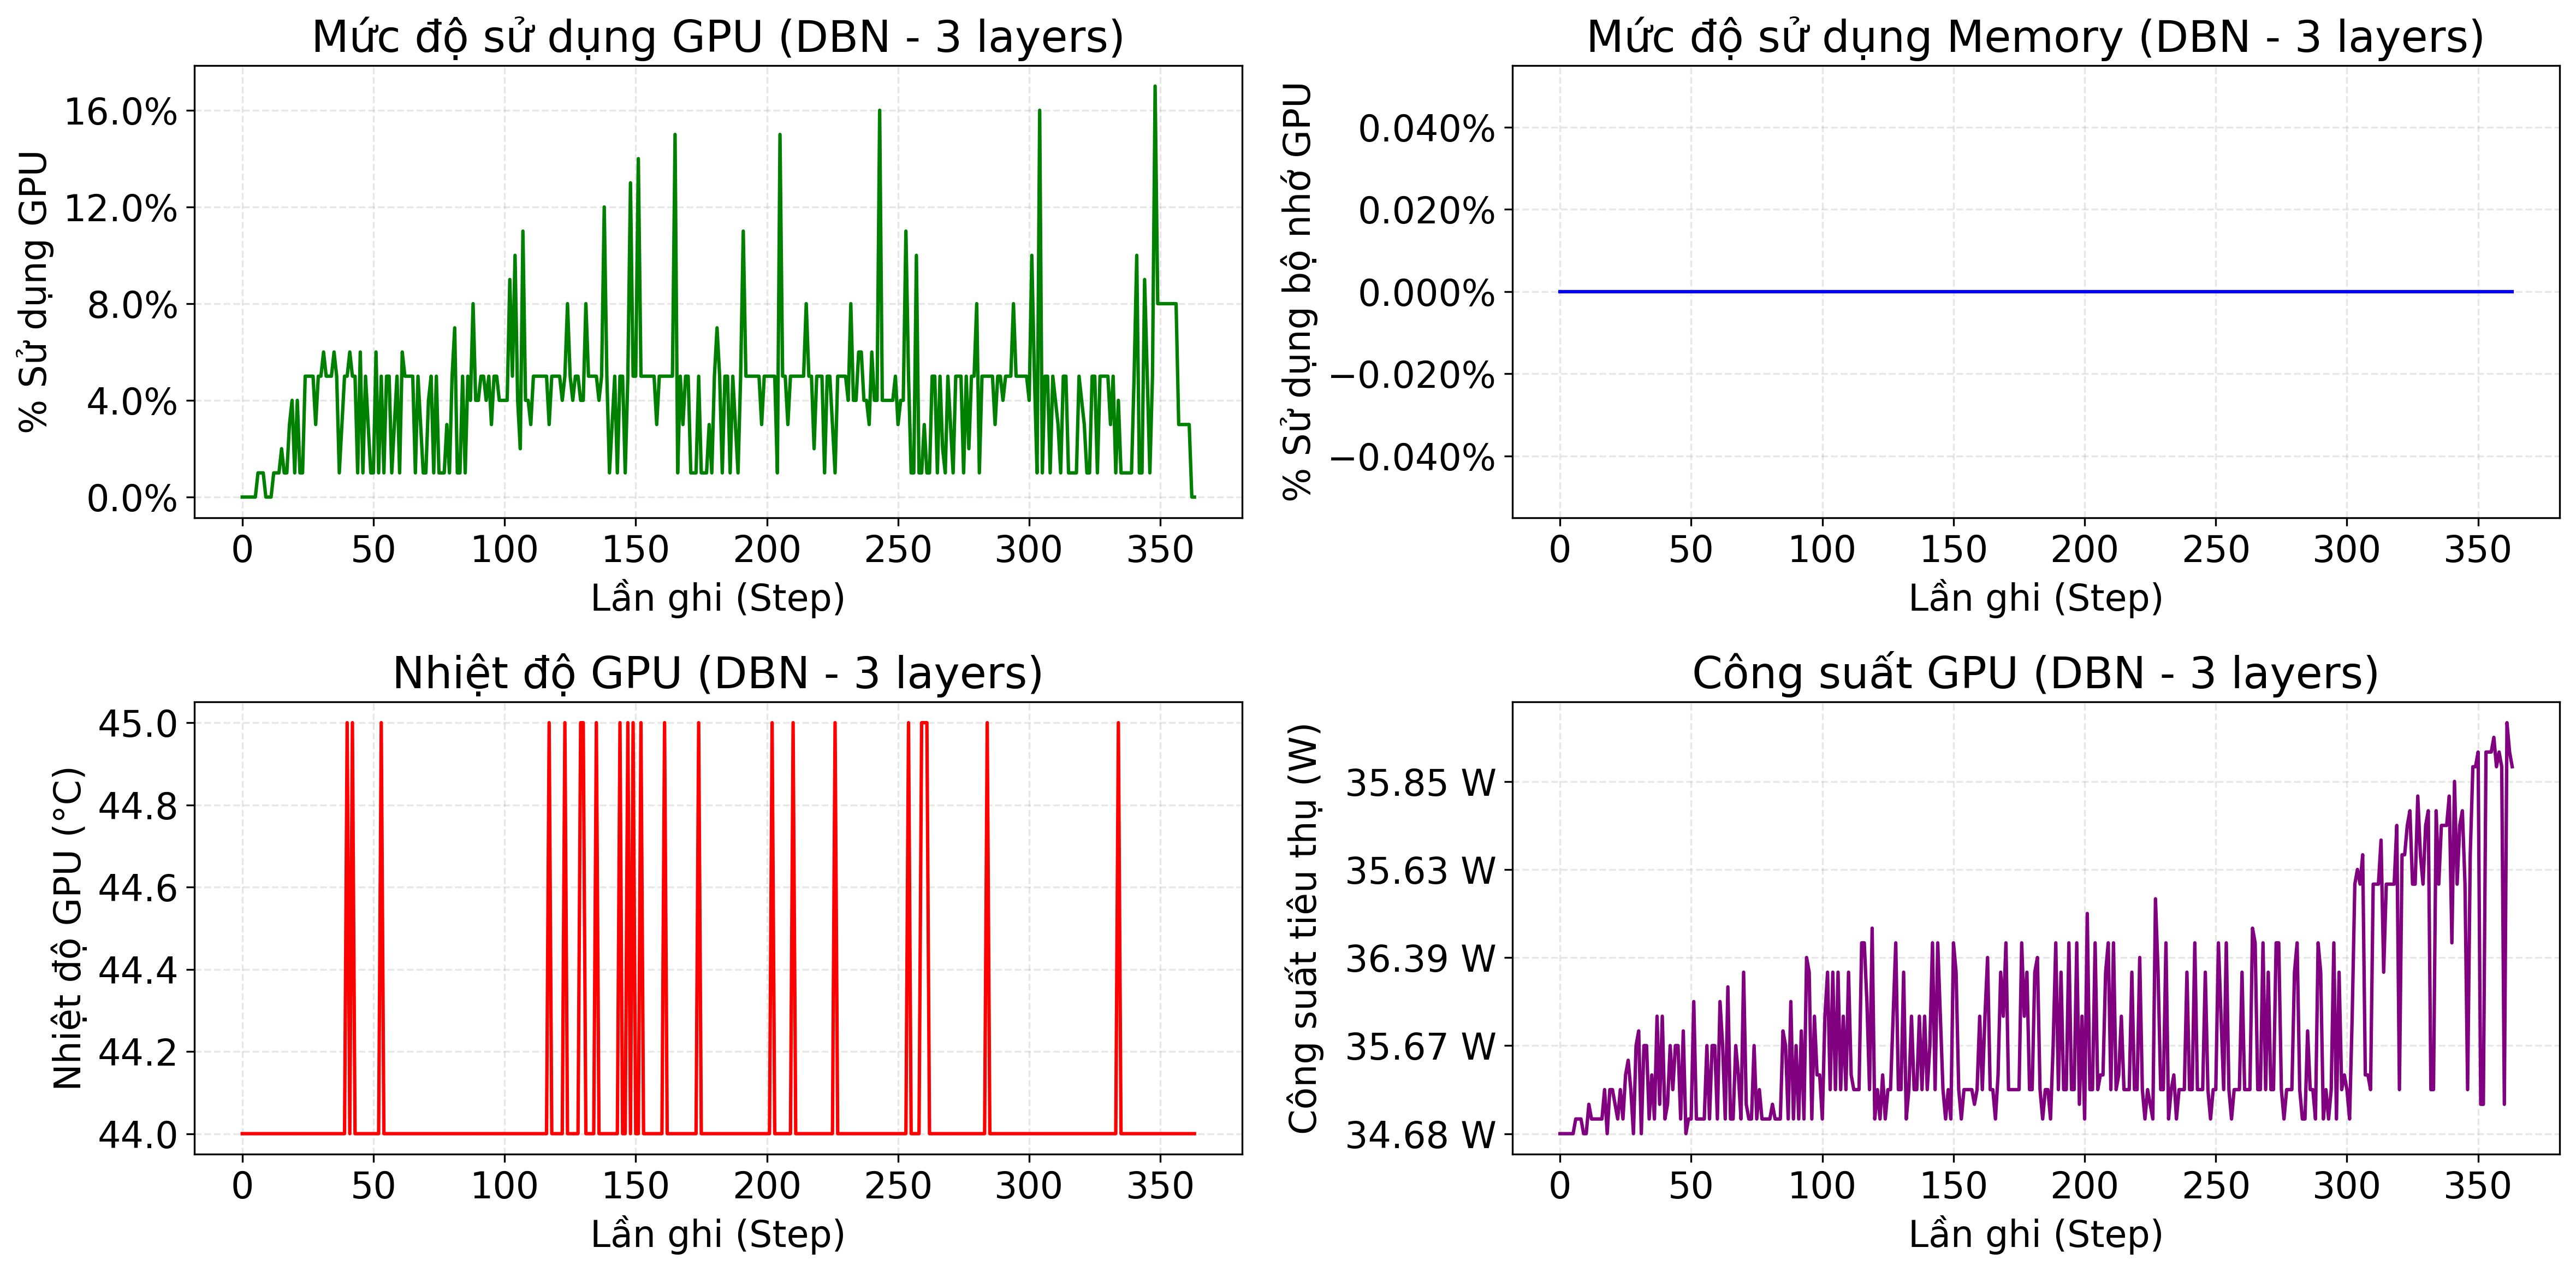 Mức độ sử dụng GPU (DBN - 3 layers)
% Sử dụng GPU
16.0%
12.0%
8.0%
4.0%
0.0%
0 50 100 150 200 250 300 350
Lần ghi (Step)
Mức độ sử dụng Memory (DBN - 3 layers)
% Sử dụng bộ nhớ GPU
0.040%
0.020%
0.000%
−0.020%
−0.040%
0 50 100 150 200 250 300 350
Lần ghi (Step)
Nhiệt độ GPU (DBN - 3 layers)
Nhiệt độ GPU (°C)
45.0
44.8
44.6
44.4
44.2
44.0
0 50 100 150 200 250 300 350
Lần ghi (Step)
Công suất GPU (DBN - 3 layers)
Công suất tiêu thụ (W)
35.85 W
35.63 W
36.39 W
35.67 W
34.68 W
0 50 100 150 200 250 300 350
Lần ghi (Step)